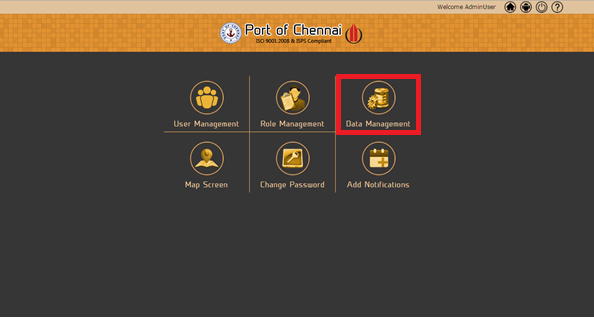 Welcome AdminUser
Port of Chennai
ISO 9001:2008 & ISPS Compliant
User Management
Role Management
Data Management
Map Screen
Change Password
Add Notifications